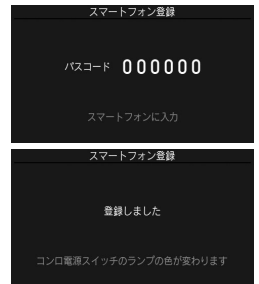 スマートフォン登録
パスコード 000000
スマートフォンに入力
スマートフォン登録
登録しました
コンロ電源スイッチのランプの色が変わります